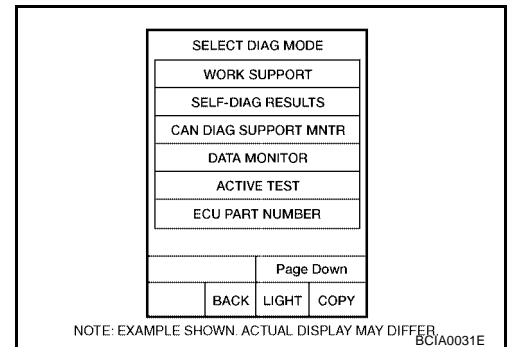 SELECT DIAG MODE
WORK SUPPORT
SELF-DIAG RESULTS
CAN DIAG SUPPORT MNTR
DATA MONITOR
ACTIVE TEST
ECU PART NUMBER
Page Down
BACK LIGHT COPY
NOTE: EXAMPLE SHOWN. ACTUAL DISPLAY MAY DIFFER.
BCIA0031E